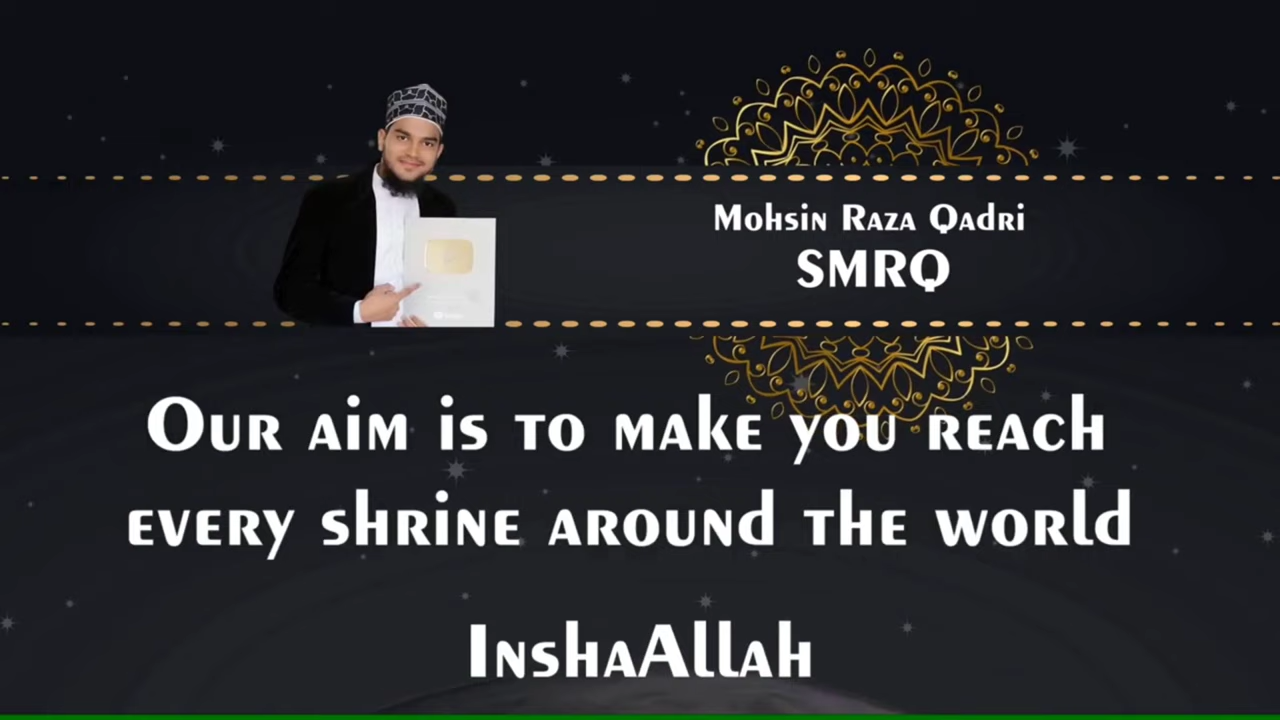 Mohsin Raza Qadri
SMRQ
Our aim is to make you reach
every shrine around the world
InshaAllah